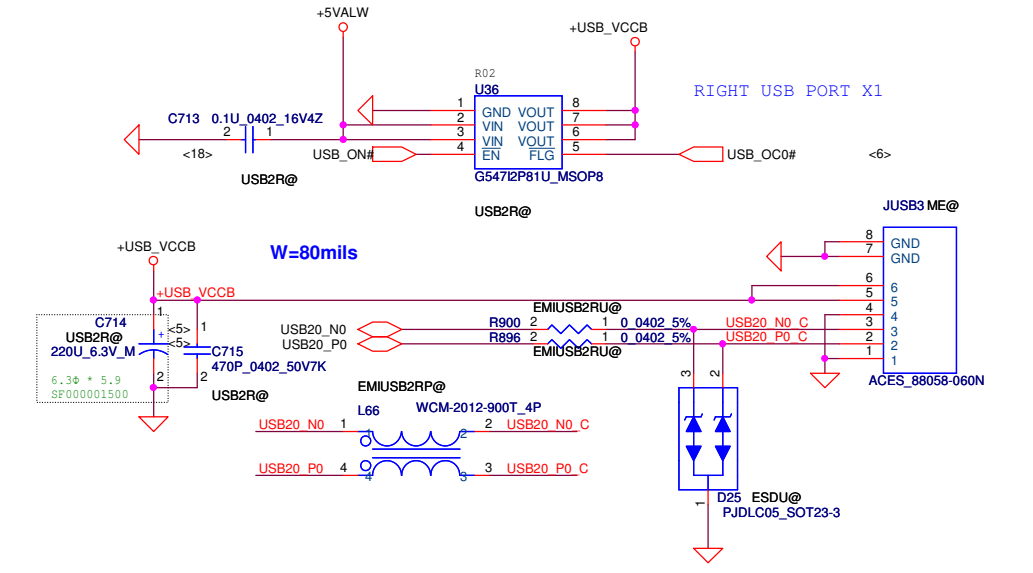 +5VALW
+USB_VCCB
R02
U36
RIGHT USB PORT X1
1 GND VOUT 8
2 VIN VOUT 7
3 VIN VOUT 6
4 EN FLG 5
C713 0.1U_0402_16V4Z
2 1
<18>
USB_ON#
USB_OC0#
<6>
USB2R@
G547I2P81U_MSOP8
USB2R@
JUSB3 ME@
+USB_VCCB
W=80mils
8 GND
7 GND
+USB_VCCB
6 6
5 5
4 4
3 3
2 2
1 1
ACES_88058-060N
1
C714
USB2R@
+
220U_6.3V_M
2
6.3Φ * 5.9
SF000001500
<5>
<5>
1
C715
470P_0402_50V7K
2
USB2R@
EMIUSB2RU@
USB20_N0 R900 2 1 0_0402_5% USB20_N0_C
USB20_P0 R896 2 1 0_0402_5% USB20_P0_C
EMIUSB2RU@
EMIUSB2RP@
L66 WCM-2012-900T_4P
USB20_N0 1 1 2 2 USB20_N0_C
USB20_P0 4 4 3 3 USB20_P0_C
3 2
1
D25 ESDU@
PJDLC05_SOT23-3